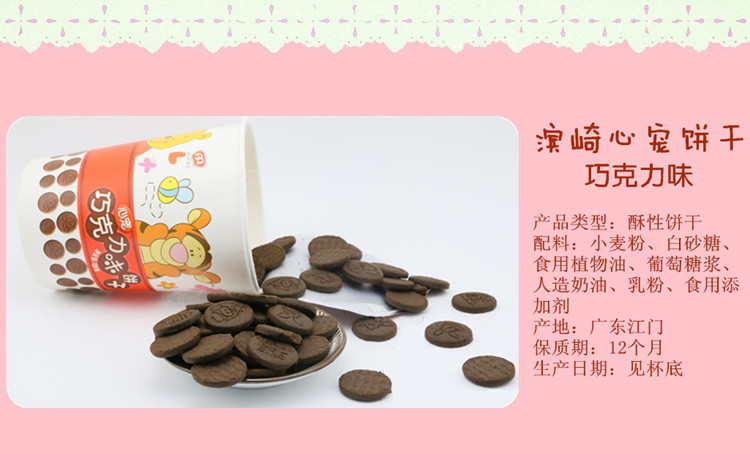 滨崎心宠饼干
巧克力味
产品类型：酥性饼干
配料：小麦粉、白砂糖、
食用植物油、葡萄糖浆、
人造奶油、乳粉、食用添
加剂
产地：广东江门
保质期：12个月
生产日期：见杯底
心宠
巧克力味
饼干